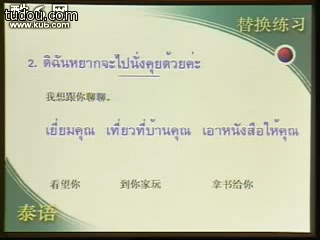 tudou.com
www.ku6.com
替换练习
2. ดิฉันหยากจะไปนั่งคุยด้วยค่ะ
我想跟你聊聊。
เยี่ยมคุณ เที่ยวที่บ้านคุณ เอาหนังสือให้คุณ
看望你 到你家玩 拿书给你
泰语